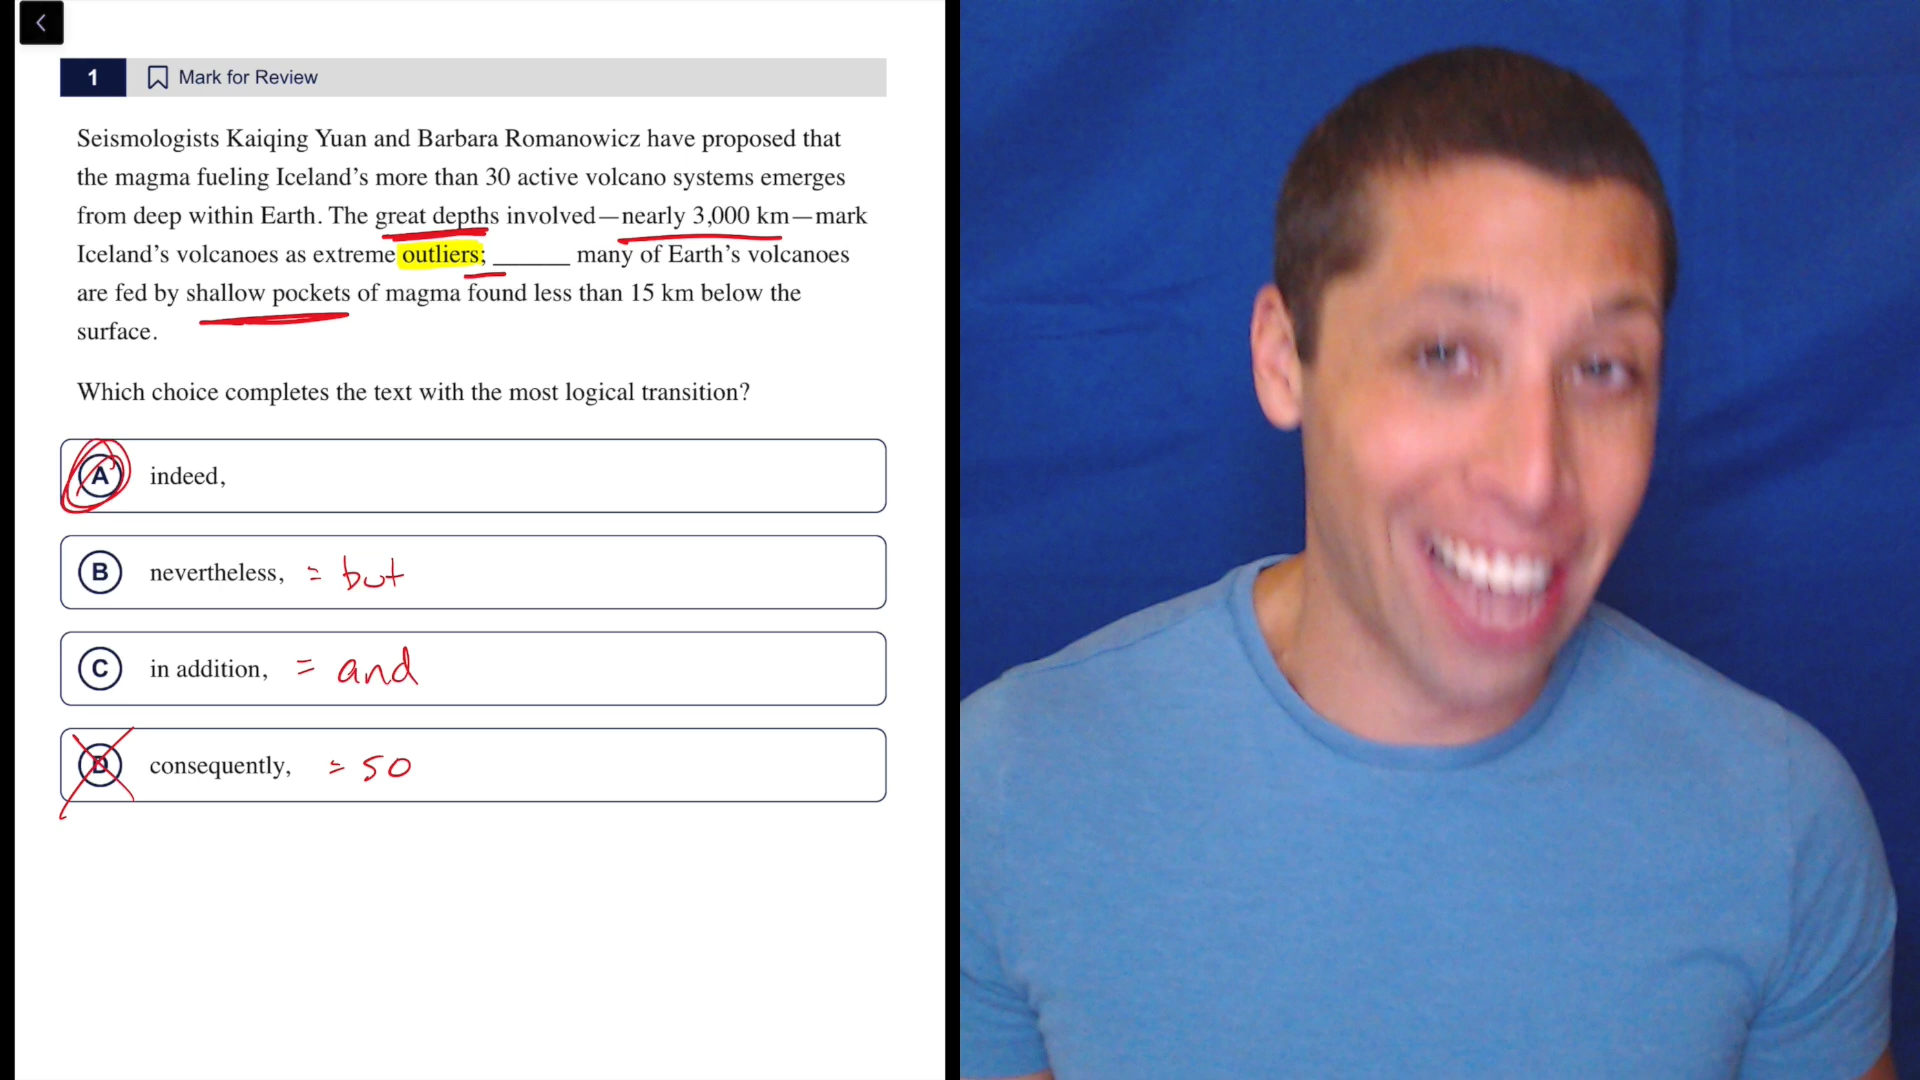 1 Mark for Review
Seismologists Kaiqing Yuan and Barbara Romanowicz have proposed that
the magma fueling Iceland’s more than 30 active volcano systems emerges
from deep within Earth. The great depths involved—nearly 3,000 km—mark
Iceland’s volcanoes as extreme outliers; ______ many of Earth’s volcanoes
are fed by shallow pockets of magma found less than 15 km below the
surface.
Which choice completes the text with the most logical transition?
A indeed,
B nevertheless, = but
C in addition, = and
D consequently, = so